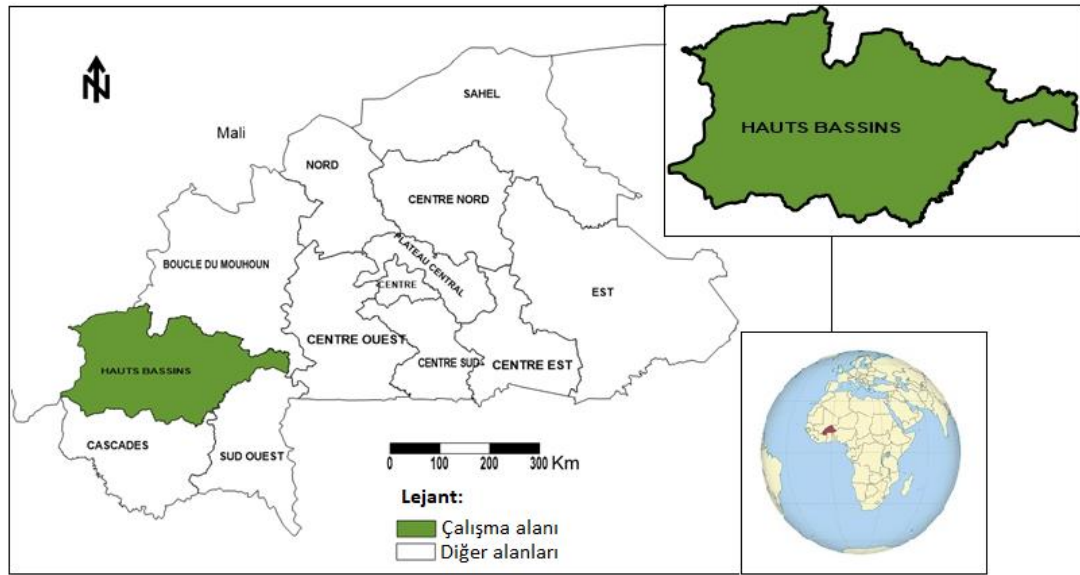 N
SAHEL
Mali
NORD
CENTRE NORD
HAUTS BASSINS
PLATEAU CENTRAL
BOUCLE DU MOUHOUN
CENTRE
EST
CENTRE OUEST
CENTRE SUD
CENTRE EST
HAUTS BASSINS
CASCADES
SUD OUEST
0 100 200 300 Km
Lejant:
Çalışma alanı
Diğer alanları